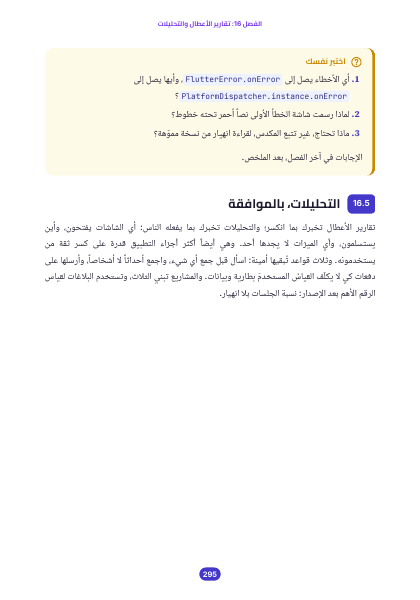 الفصل 16: تقارير الأعطال والتحليلات
اختبر نفسك
1. أي الأخطاء يصل إلى FlutterError.onError، وأيها يصل إلى
PlatformDispatcher.instance.onError؟
2. لماذا رسمت شاشة الخطأ الأولى نصاً أحمر تحته خطوط؟
3. ماذا تحتاج، غير تتبع المكدس، لقراءة انهيار من نسخة مموّهة؟
الإجابات في آخر الفصل، بعد الملخص.
16.5 التحليلات، بالموافقة
تقارير الأعطال تخبرك بما انكسر؛ والتحليلات تخبرك بما يفعله الناس: أي الشاشات يفتحون، وأين
يستسلمون، وأي الميزات لا يجدها أحد. وهي أيضاً أكثر أجزاء التطبيق قدرة على كسر ثقة من
يستخدمونه. وثلاث قواعد تُبقيها أمينة: اسأل قبل جمع أي شيء، واجمع أحداثاً لا أشخاصاً، وأرسلها على
دفعات كي لا يكلّف القياسُ المستخدمَ بطارية وبيانات. والمشاريع تبني الثلاث، وتستخدم البلاغات لقياس
الرقم الأهم بعد الإصدار: نسبة الجلسات بلا انهيار.
295